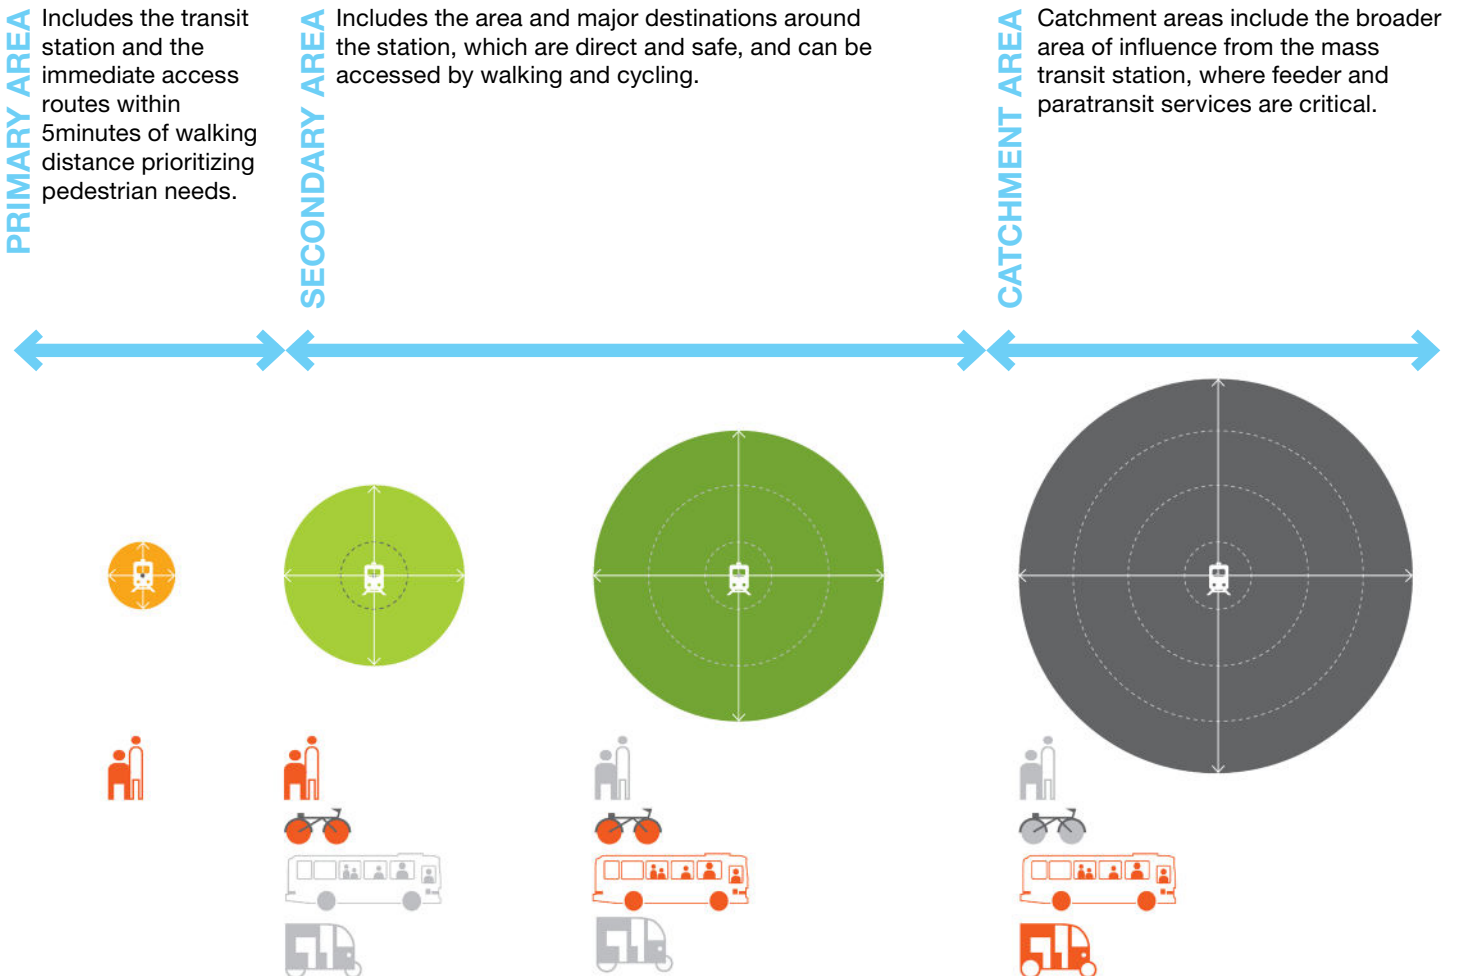 PRIMARY AREA
Includes the transit
station and the
immediate access
routes within
5minutes of walking
distance prioritizing
pedestrian needs.
SECONDARY AREA
Includes the area and major destinations around
the station, which are direct and safe, and can be
accessed by walking and cycling.
CATCHMENT AREA
Catchment areas include the broader
area of influence from the mass
transit station, where feeder and
paratransit services are critical.